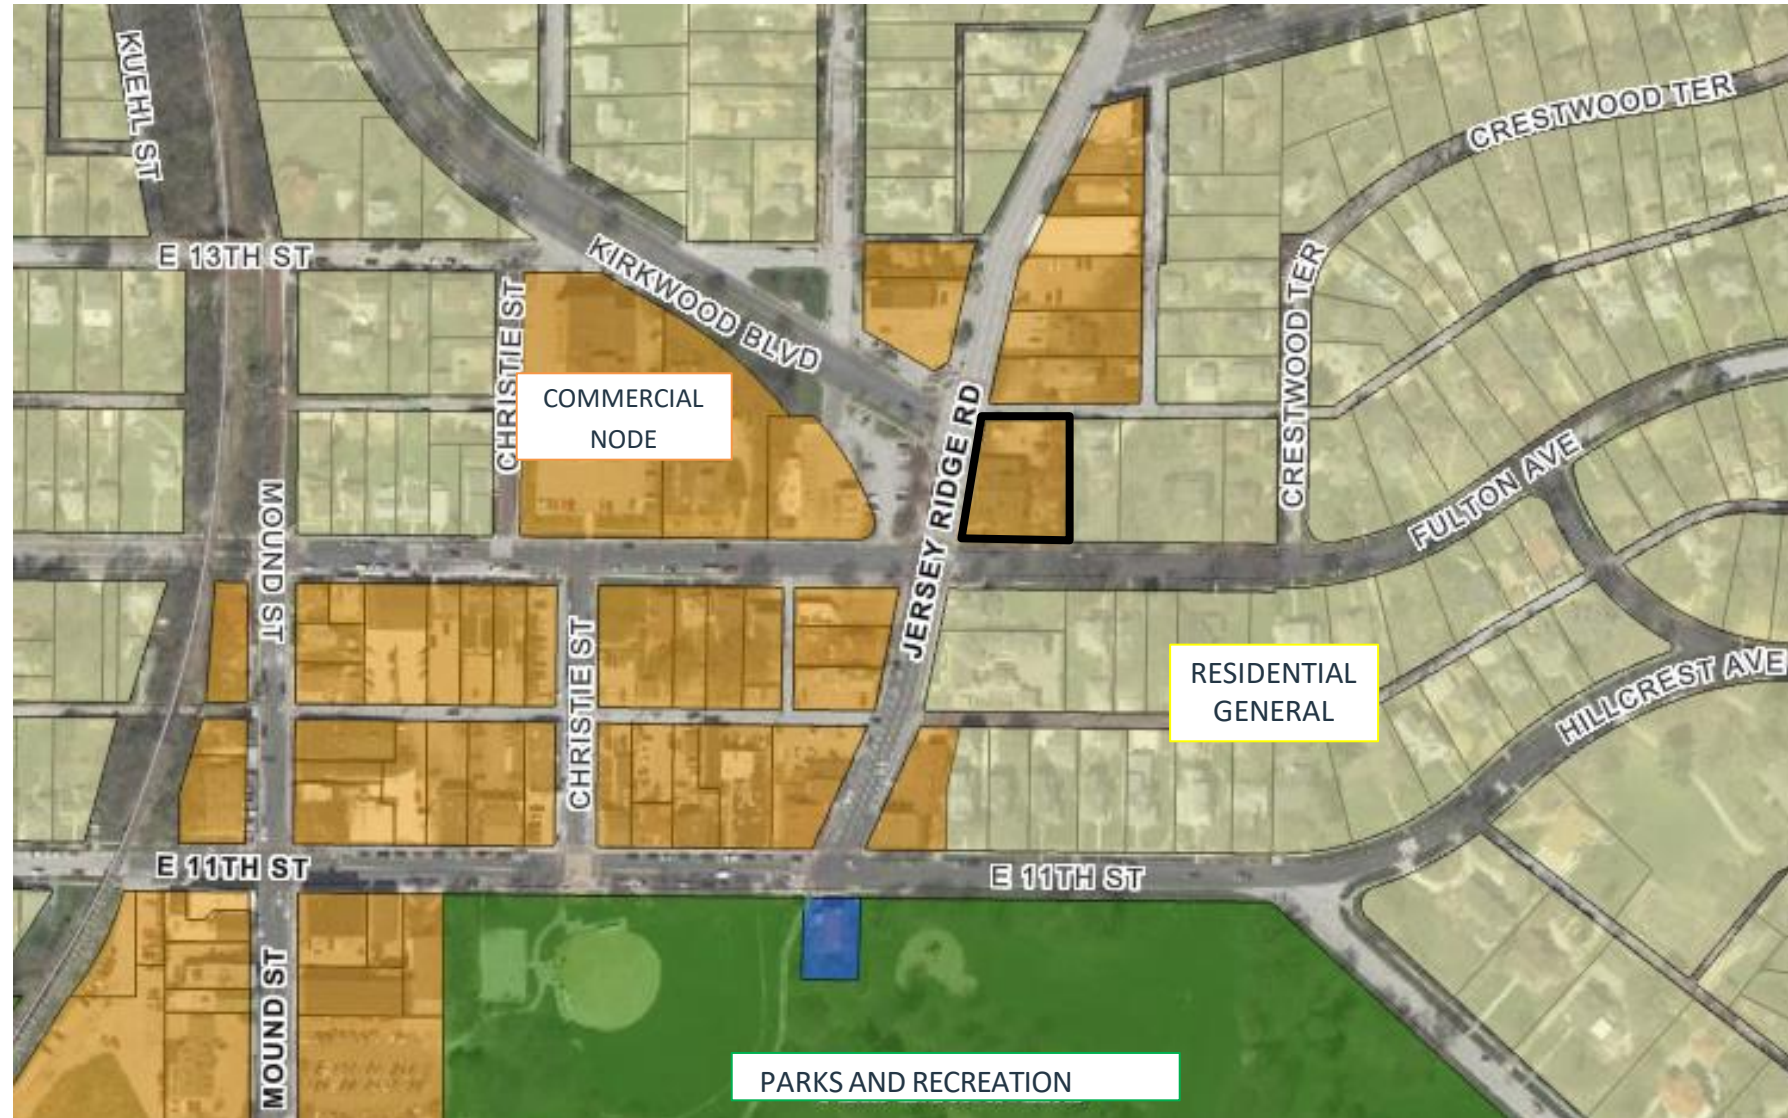 KUEHL ST
CRESTWOOD TER
E 13TH ST
KIRKWOOD BLVD
CHRISTIE ST
CRESTWOOD TER
COMMERCIAL
NODE
JERSEY RIDGE RD
FULTON AVE
MOUND ST
CHRISTIE ST
RESIDENTIAL
GENERAL
HILLCREST AVE
E 11TH ST
E 11TH ST
MOUND ST
PARKS AND RECREATION